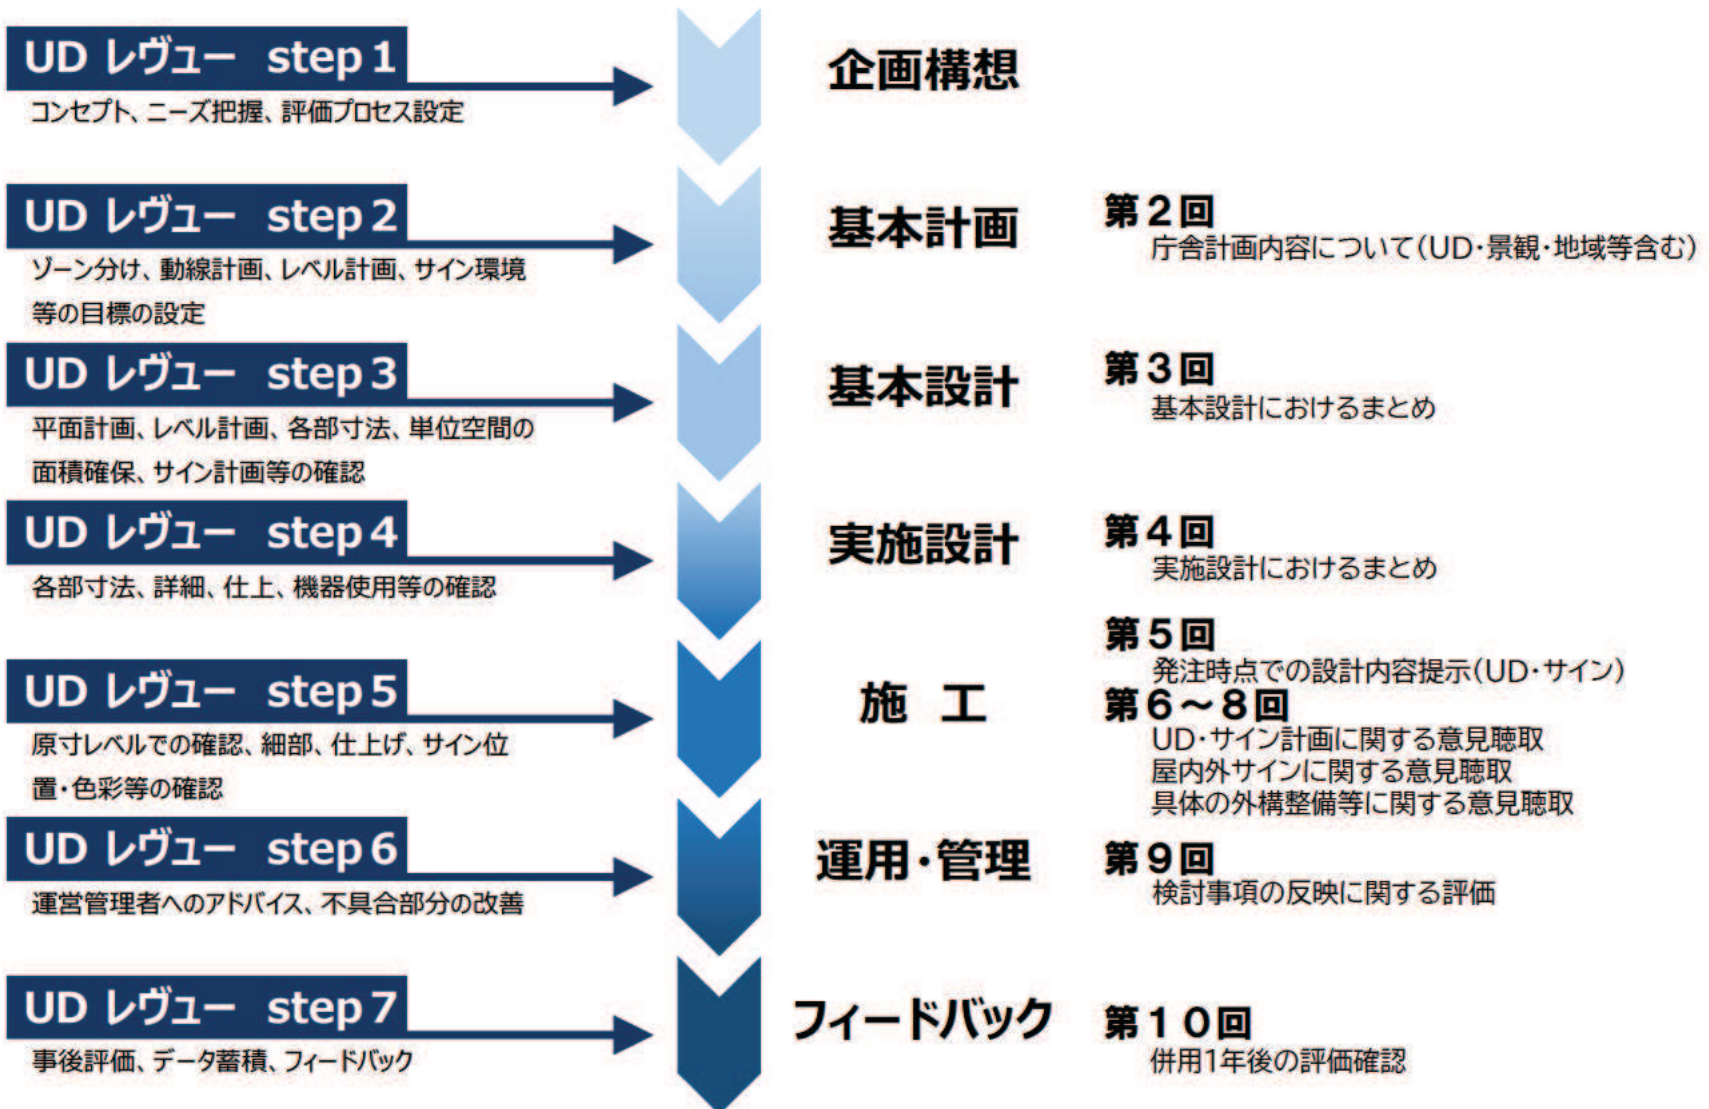 UD レヴュー step1
コンセプト、ニーズ把握、評価プロセス設定
企画構想
UD レヴュー step2
ゾーン分け、動線計画、レベル計画、サイン環境
等の目標の設定
基本計画
第2回
庁舎計画内容について(UD・景観・地域等含む)
UD レヴュー step3
平面計画、レベル計画、各部寸法、単位空間の
面積確保、サイン計画等の確認
基本設計
第3回
基本設計におけるまとめ
UD レヴュー step4
各部寸法、詳細、仕上、機器使用等の確認
実施設計
第4回
実施設計におけるまとめ
UD レヴュー step5
原寸レベルでの確認、細部、仕上げ、サイン位
置・色彩等の確認
施 工
第5回
発注時点での設計内容提示(UD・サイン)
第6～8回
UD・サイン計画に関する意見聴取
屋内外サインに関する意見聴取
具体の外構整備等に関する意見聴取
UD レヴュー step6
運営管理者へのアドバイス、不具合部分の改善
運用・管理
第9回
検討事項の反映に関する評価
UD レヴュー step7
事後評価、データ蓄積、フィードバック
フィードバック
第10回
併用1年後の評価確認